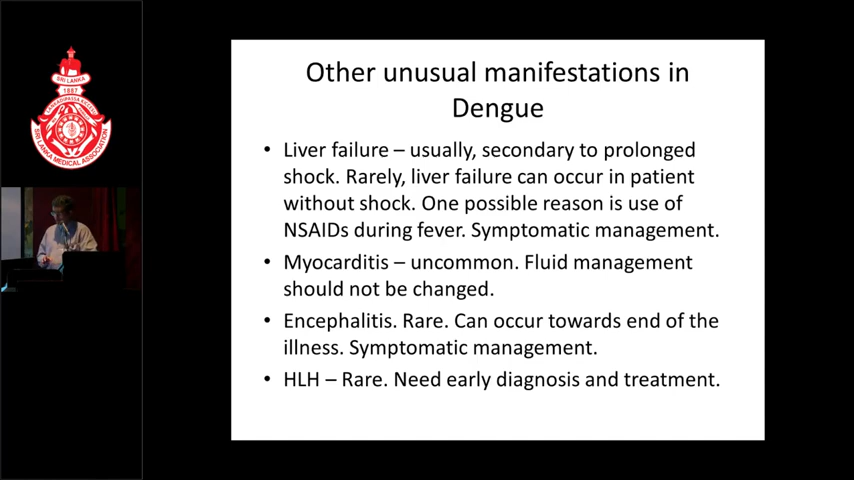 SRI LANKA
1887
SRI LANKA MEDICAL ASSOCIATION
Other unusual manifestations in
Dengue
• Liver failure – usually, secondary to prolonged
shock. Rarely, liver failure can occur in patient
without shock. One possible reason is use of
NSAIDs during fever. Symptomatic management.
• Myocarditis – uncommon. Fluid management
should not be changed.
• Encephalitis. Rare. Can occur towards end of the
illness. Symptomatic management.
• HLH – Rare. Need early diagnosis and treatment.